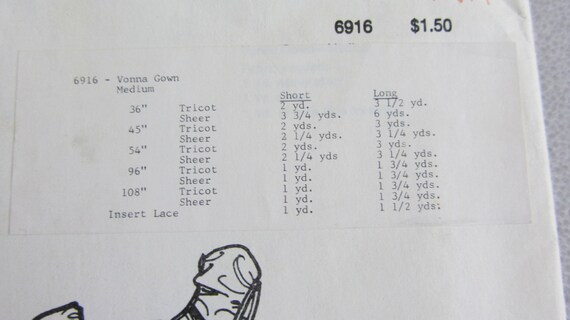 6916 $1.50
6916 - Vonna Gown
Medium Short Long
36" Tricot 2 yd. 3 1/2 yd.
Sheer 3 3/4 yds. 6 yds.
45" Tricot 2 yds. 3 yds.
Sheer 2 1/4 yds. 3 1/4 yds.
54" Tricot 2 yds. 3 yds.
Sheer 2 1/4 yds 3 1/4 yds.
96" Tricot 1 yd. 1 3/4 yds.
Sheer 1 yd. 1 3/4 yds.
108" Tricot 1 yd. 1 3/4 yds.
Sheer 1 yd. 1 3/4 yds.
Insert Lace 1 yd. 1 1/2 yds.